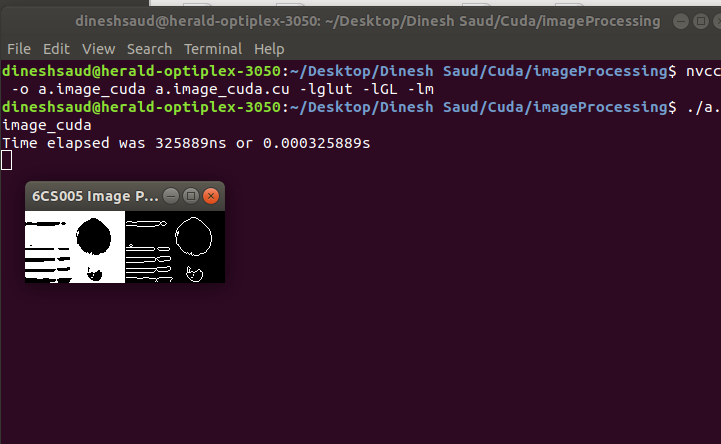 dineshsaud@herald-optiplex-3050: ~/Desktop/Dinesh Saud/Cuda/imageProcessing
File Edit View Search Terminal Help
dineshsaud@herald-optiplex-3050:~/Desktop/Dinesh Saud/Cuda/imageProcessing$ nvcc
-o a.image_cuda a.image_cuda.cu -lglut -lGL -lm
dineshsaud@herald-optiplex-3050:~/Desktop/Dinesh Saud/Cuda/imageProcessing$ ./a.
image_cuda
Time elapsed was 325889ns or 0.000325889s
6CS005 Image P...